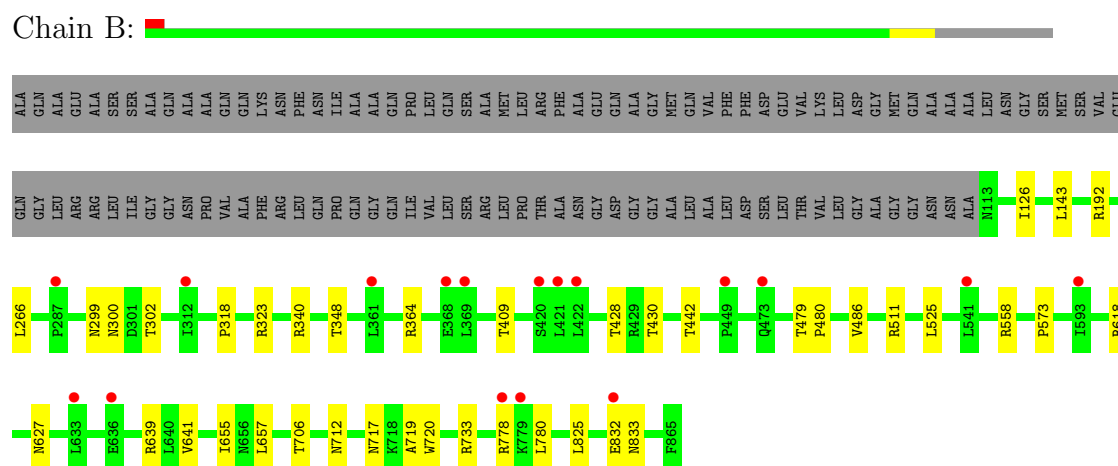 Chain B:
ALA GLN ALA GLU ALA SER SER ALA GLN ALA ALA GLN GLN LYS ASN PHE ASN ILE ALA ALA GLN PRO LEU GLN SER ALA MET LEU ARG PHE ALA GLU GLN ALA GLY MET GLN VAL PHE PHE ASP GLU VAL LYS LEU ASP GLY MET GLN ALA ALA ALA LEU ASN GLY SER MET SER VAL
GLN GLY LEU ARG ARG LEU ILE GLY GLY ASN PRO VAL ALA PHE ARG LEU GLN PRO GLN GLY GLN ILE VAL LEU SER ARG LEU PRO THR ALA ASN GLY ASP GLY GLY ALA LEU ALA LEU ASP SER LEU THR VAL LEU GLY ALA GLY GLY ASN ASN ALA N113 I126 L143 R192
L266 P287 N299 N300 D301 T302 I312 P318 R323 R340 T348 L361 R364 E368 L369 T409 S420 L421 L422 T428 R429 T430 T442 P449 Q473 T479 P480 V486 R511 L525 L541 R558 P573 I593 R618
N627 L633 E636 R639 L640 V641 I655 N656 L657 T706 N712 N717 K718 A719 W720 R733 R778 K779 L780 L825 E832 N833 F865